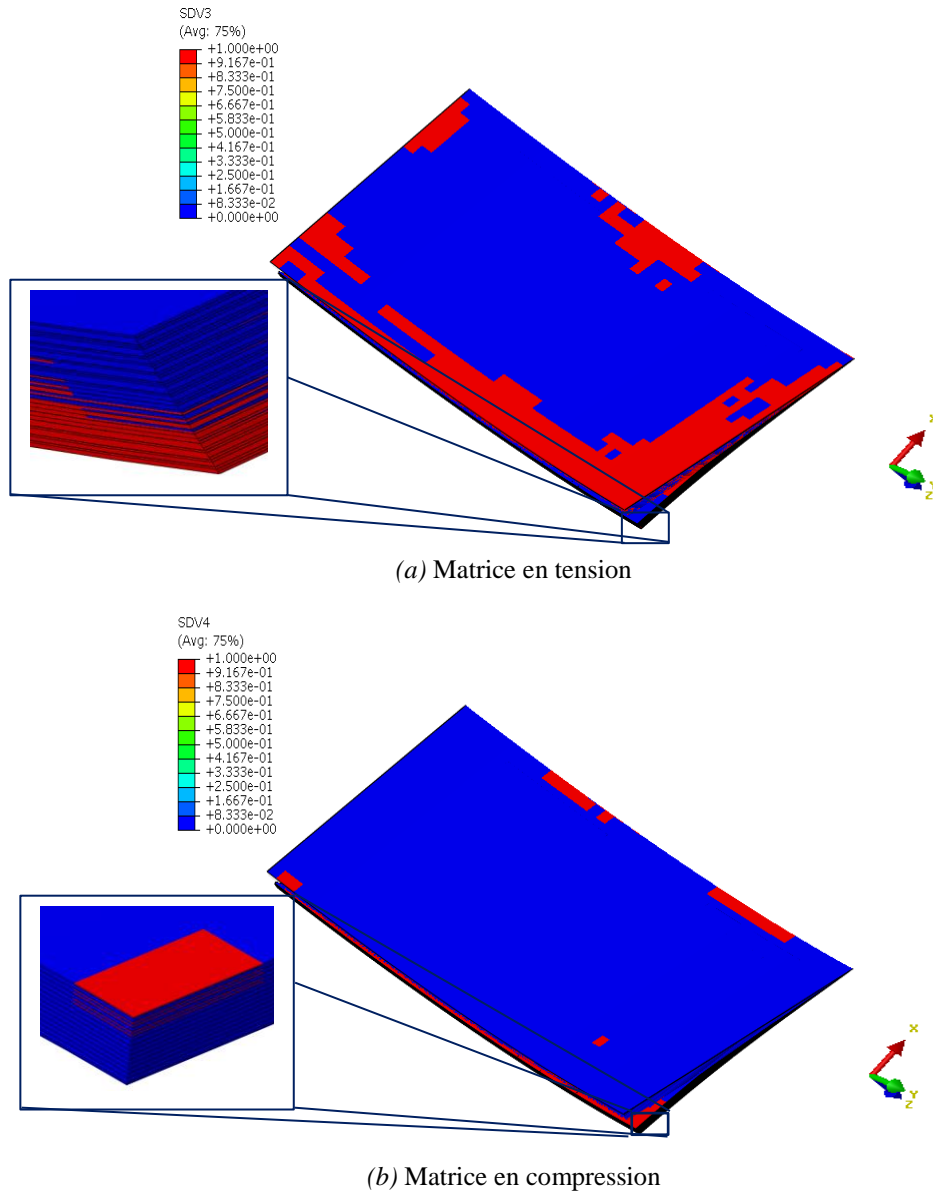 SDV3
(Avg: 75%)
+1.000e+00
+9.167e-01
+8.333e-01
+7.500e-01
+6.667e-01
+5.833e-01
+5.000e-01
+4.167e-01
+3.333e-01
+2.500e-01
+1.667e-01
+8.333e-02
+0.000e+00
Y
Z
(a) Matrice en tension
SDV4
(Avg: 75%)
+1.000e+00
+9.167e-01
+8.333e-01
+7.500e-01
+6.667e-01
+5.833e-01
+5.000e-01
+4.167e-01
+3.333e-01
+2.500e-01
+1.667e-01
+8.333e-02
+0.000e+00
X
Y
Z
(b) Matrice en compression